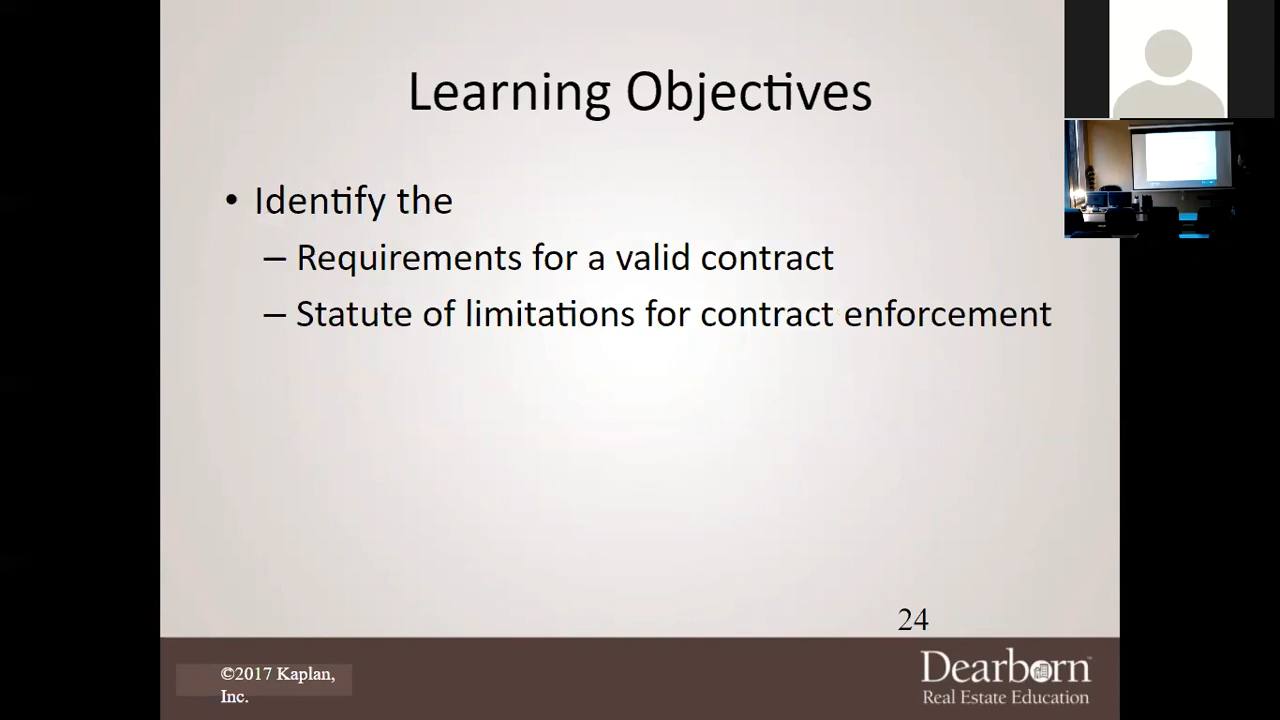 Learning Objectives
• Identify the
– Requirements for a valid contract
– Statute of limitations for contract enforcement
24
©2017 Kaplan,
Inc.
Dearborn™
Real Estate Education